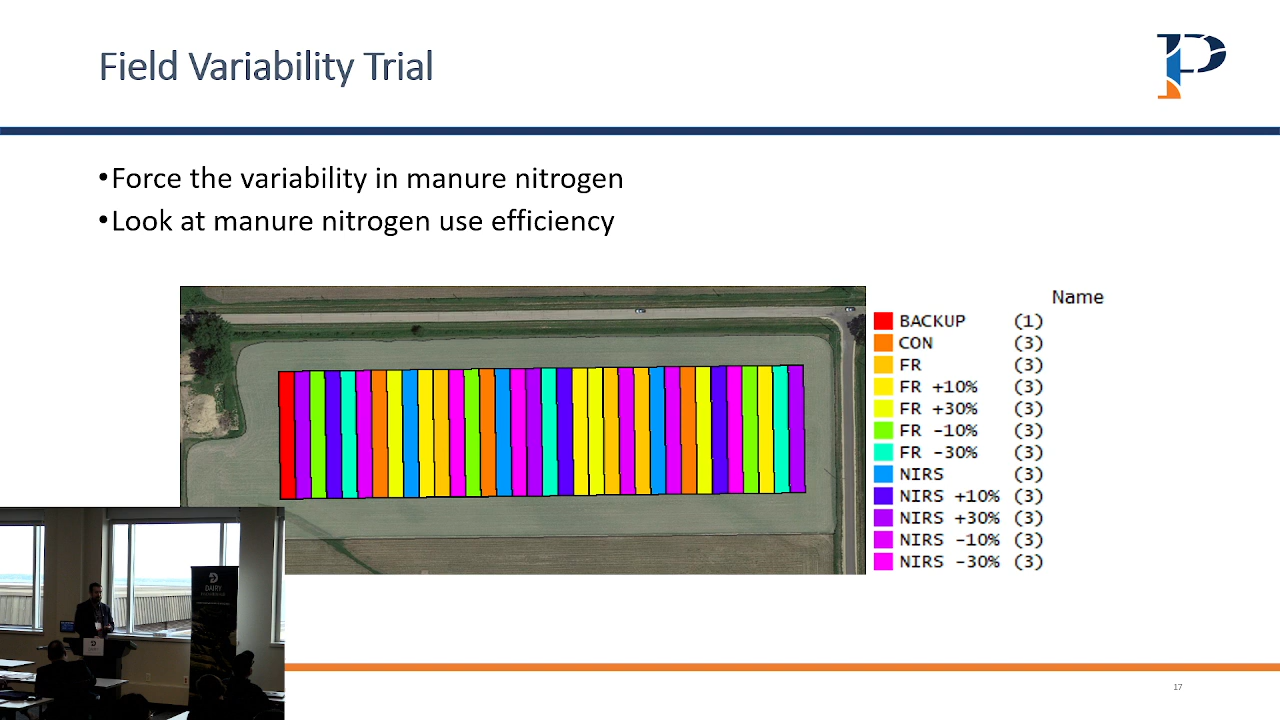 Field Variability Trial
•Force the variability in manure nitrogen
•Look at manure nitrogen use efficiency
Name
BACKUP (1)
CON (3)
FR (3)
FR +10% (3)
FR +30% (3)
FR -10% (3)
FR -30% (3)
NIRS (3)
NIRS +10% (3)
NIRS +30% (3)
NIRS -10% (3)
NIRS -30% (3)
DAIRY
17